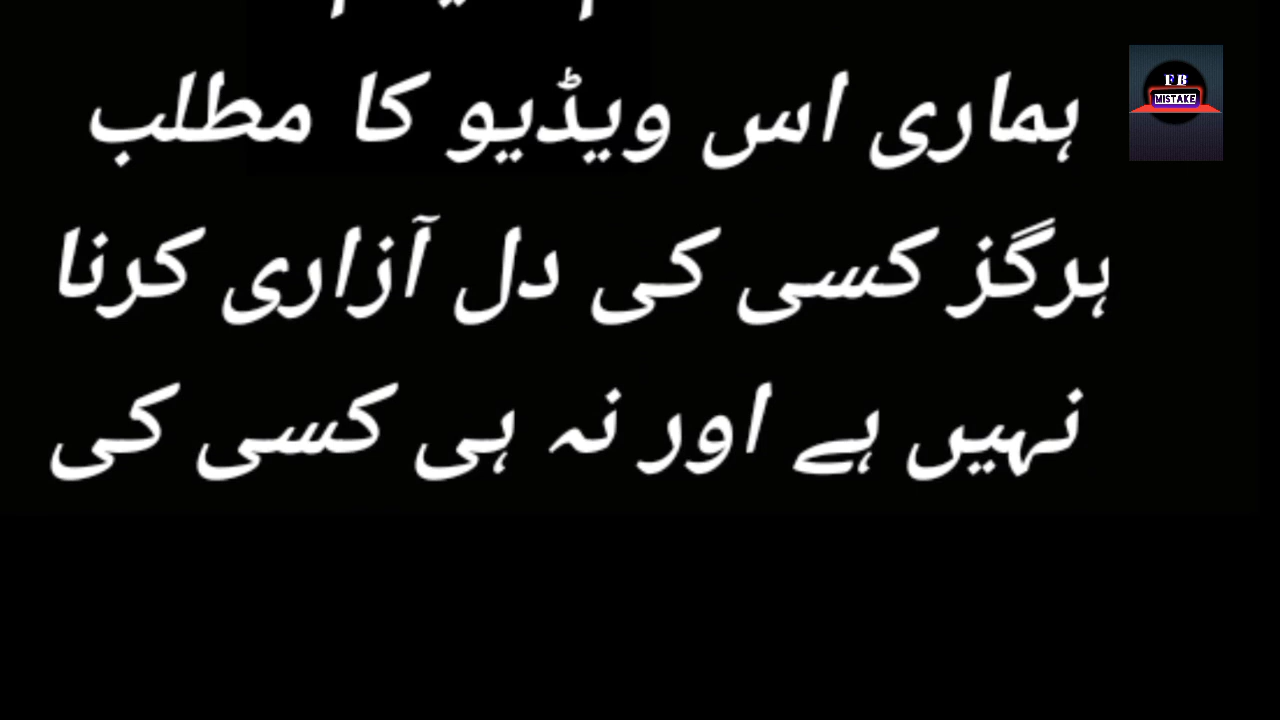 ہماری اس ویڈیو کا مطلب
ہرگز کسی کی دل آزاری کرنا
نہیں ہے اور نہ ہی کسی کی
FB
MISTAKE